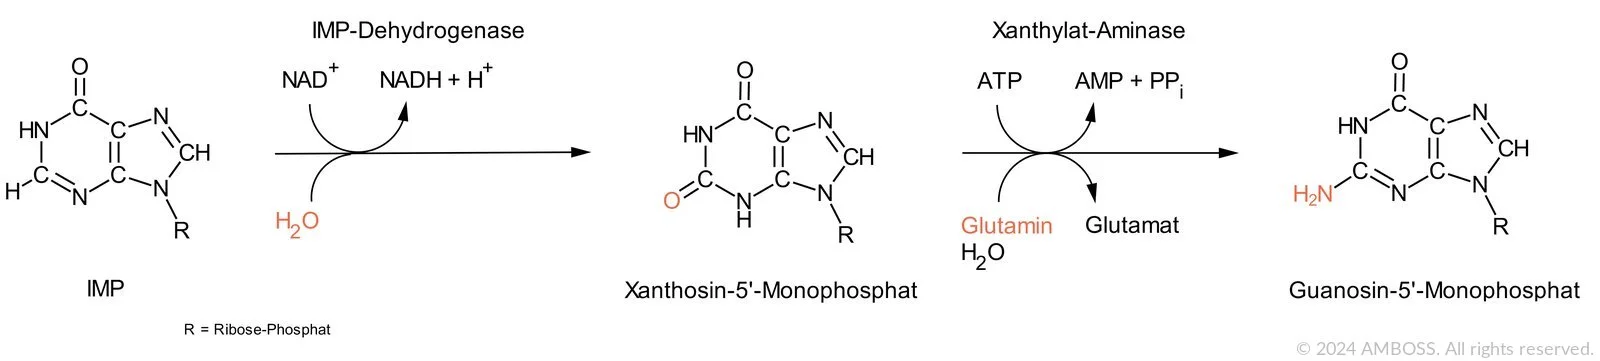 IMP-Dehydrogenase
Xanthylat-Aminase
NAD+ NADH + H+
ATP AMP + PPi
O
C
HN C N
CH
H C N C N
R
H2O
O
C
HN C N
CH
O C N H C N
R
Glutamin Glutamat
H2O
O
C
HN C N
CH
H2N C N C N
R
IMP
Xanthosin-5'-Monophosphat
Guanosin-5'-Monophosphat
R = Ribose-Phosphat
© 2024 AMBOSS. All rights reserved.